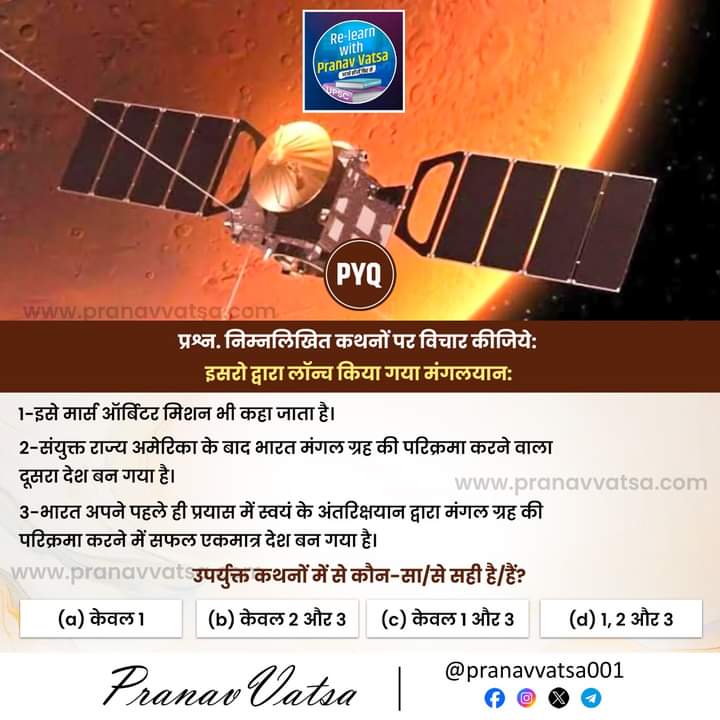 Re-learn
with
Pranav Vatsa
UPSC
PYQ
www.pranavvatsa.com
प्रश्न. निम्नलिखित कथनों पर विचार कीजिये:
इसरो द्वारा लॉन्च किया गया मंगलयान:
1-इसे मार्स ऑर्बिटर मिशन भी कहा जाता है।
2-संयुक्त राज्य अमेरिका के बाद भारत मंगल ग्रह की परिक्रमा करने वाला
दूसरा देश बन गया है।
www.pranavvatsa.com
3-भारत अपने पहले ही प्रयास में स्वयं के अंतरिक्षयान द्वारा मंगल ग्रह की
परिक्रमा करने में सफल एकमात्र देश बन गया है।
www.pranavvatsa
उपर्युक्त कथनों में से कौन-सा/से सही है/हैं?
(a) केवल 1 (b) केवल 2 और 3 (c) केवल 1 और 3 (d) 1, 2 और 3
Pranav Vatsa
@pranavvatsa001